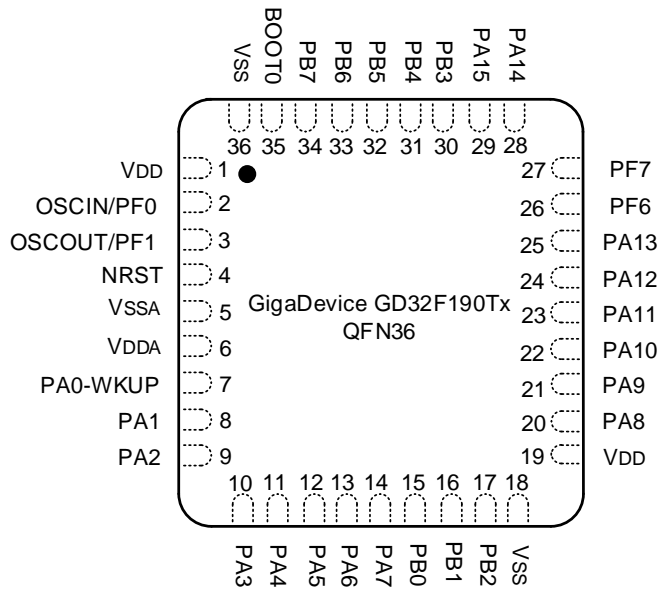 VSS
BOOT0
PB7
PB6
PB5
PB4
PB3
PA15
PA14
36 35 34 33 32 31 30 29 28
VDD 1 27 PF7
OSCIN/PF0 2 26 PF6
OSCOUT/PF1 3 25 PA13
NRST 4 24 PA12
VSSA 5 GigaDevice GD32F190Tx 23 PA11
QFN36
VDDA 6 22 PA10
PA0-WKUP 7 21 PA9
PA1 8 20 PA8
PA2 9 19 VDD
10 11 12 13 14 15 16 17 18
PA3
PA4
PA5
PA6
PA7
PB0
PB1
PB2
VSS